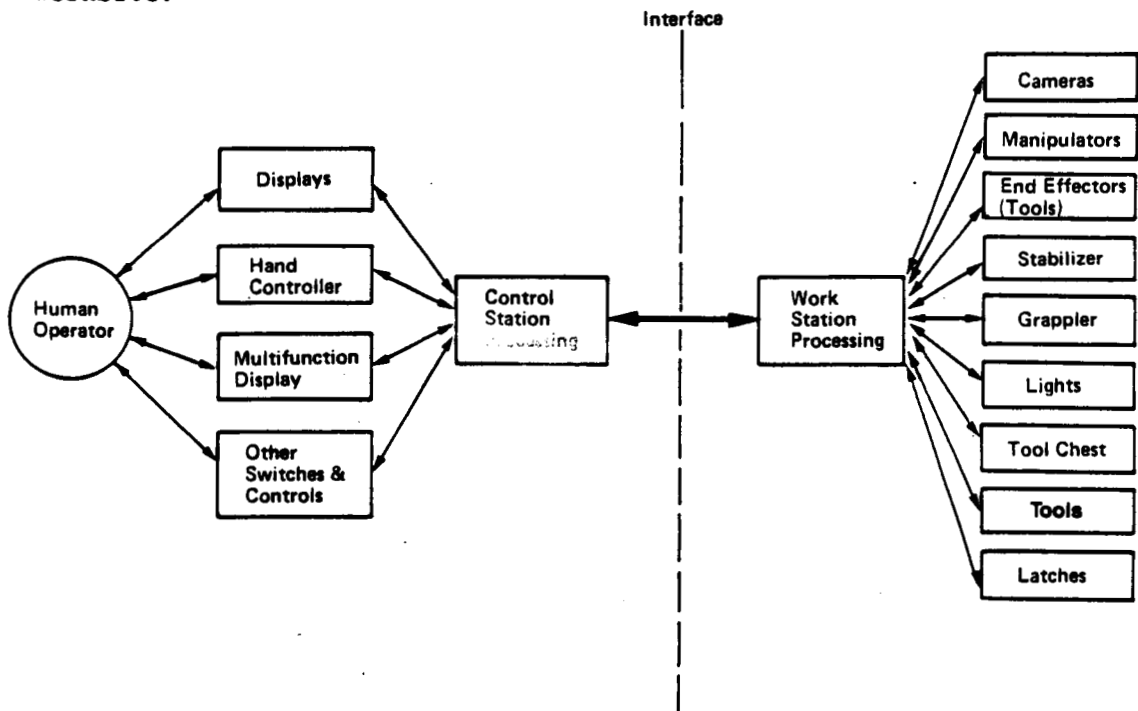 Interface
Human
Operator
Displays
Hand
Controller
Multifunction
Display
Other
Switches &
Controls
Control
Station
Work
Station
Processing
Cameras
Manipulators
End Effectors
(Tools)
Stabilizer
Grappler
Lights
Tool Chest
Tools
Latches